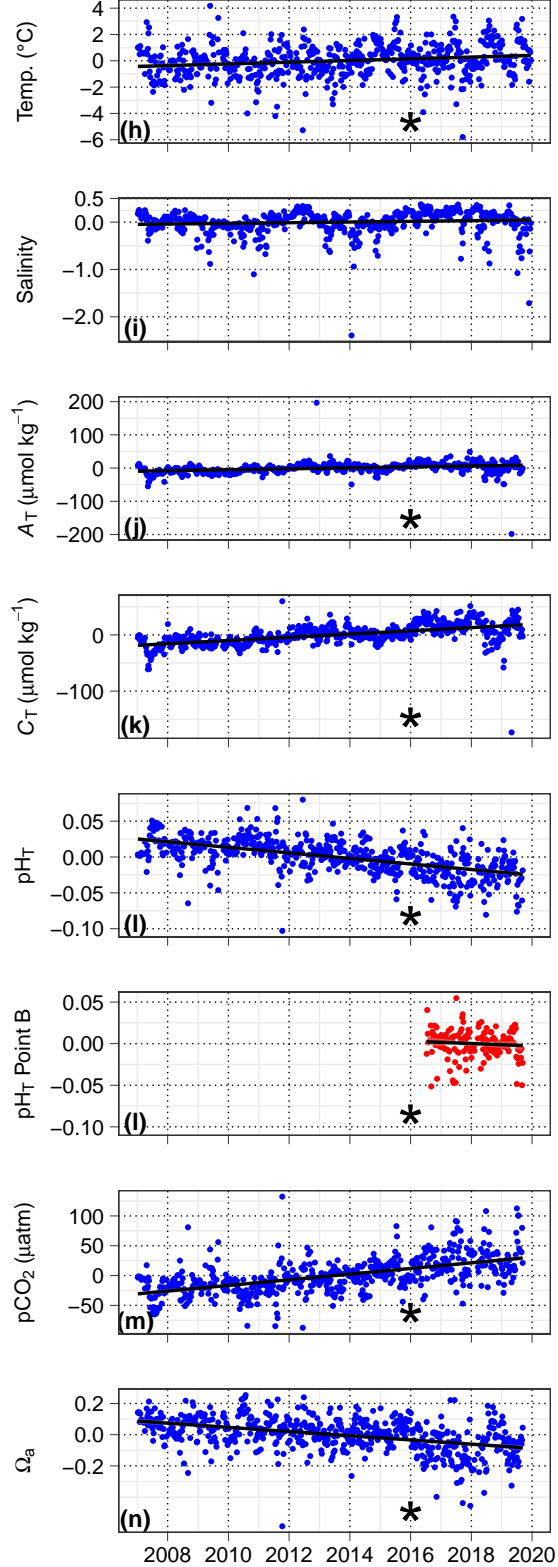 Temp. (°C)
4
2
0
−2
−4
−6
(h)
*
Salinity
0.5
0.0
−1.0
−2.0
(i)
A_T (μmol kg⁻¹)
200
100
0
−100
−200
(j)
*
C_T (μmol kg⁻¹)
0
−100
(k)
*
pH_T
0.05
0.00
−0.05
−0.10
(l)
*
pH_T Point B
0.05
0.00
−0.05
−0.10
(l)
*
pCO₂ (μatm)
100
50
0
−50
(m)
*
Ω_a
0.2
0.0
−0.2
(n)
*
2008 2010 2012 2014 2016 2018 2020